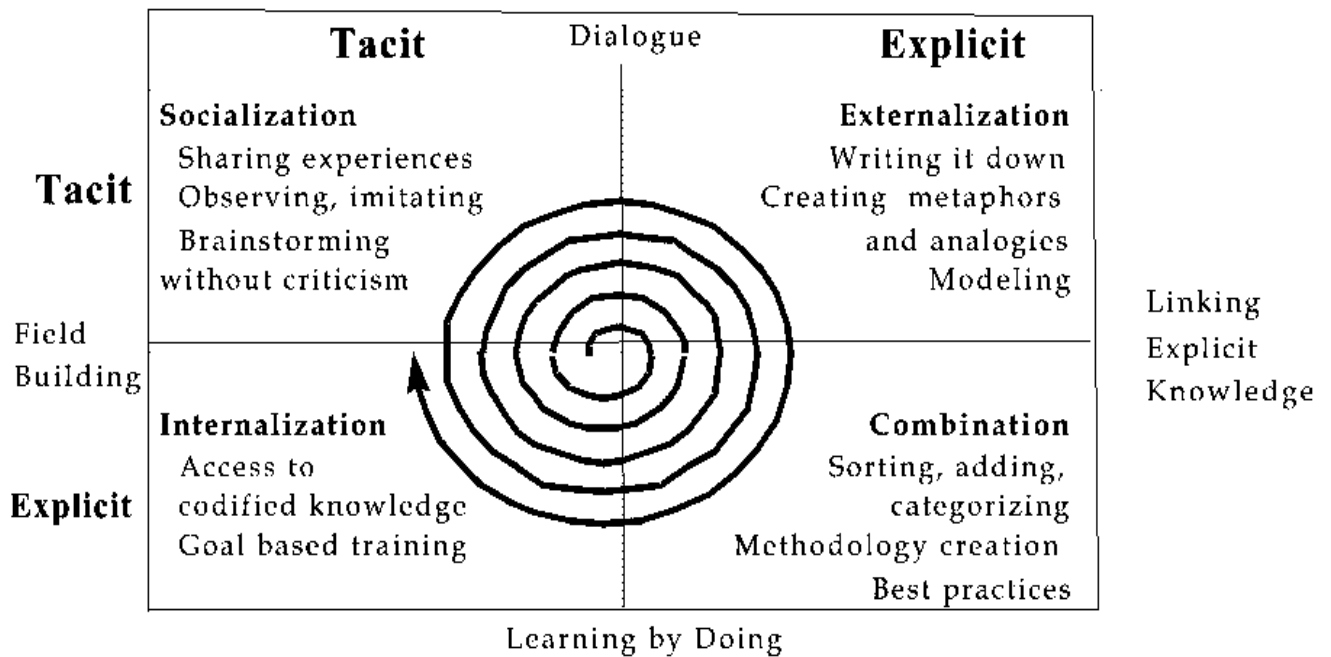 Tacit
Dialogue
Explicit
Socialization
Sharing experiences
Observing, imitating
Brainstorming
without criticism
Externalization
Writing it down
Creating metaphors
and analogies
Modeling
Tacit
Field
Building
Linking
Explicit
Knowledge
Internalization
Access to
codified knowledge
Goal based training
Combination
Sorting, adding,
categorizing
Methodology creation
Best practices
Explicit
Learning by Doing